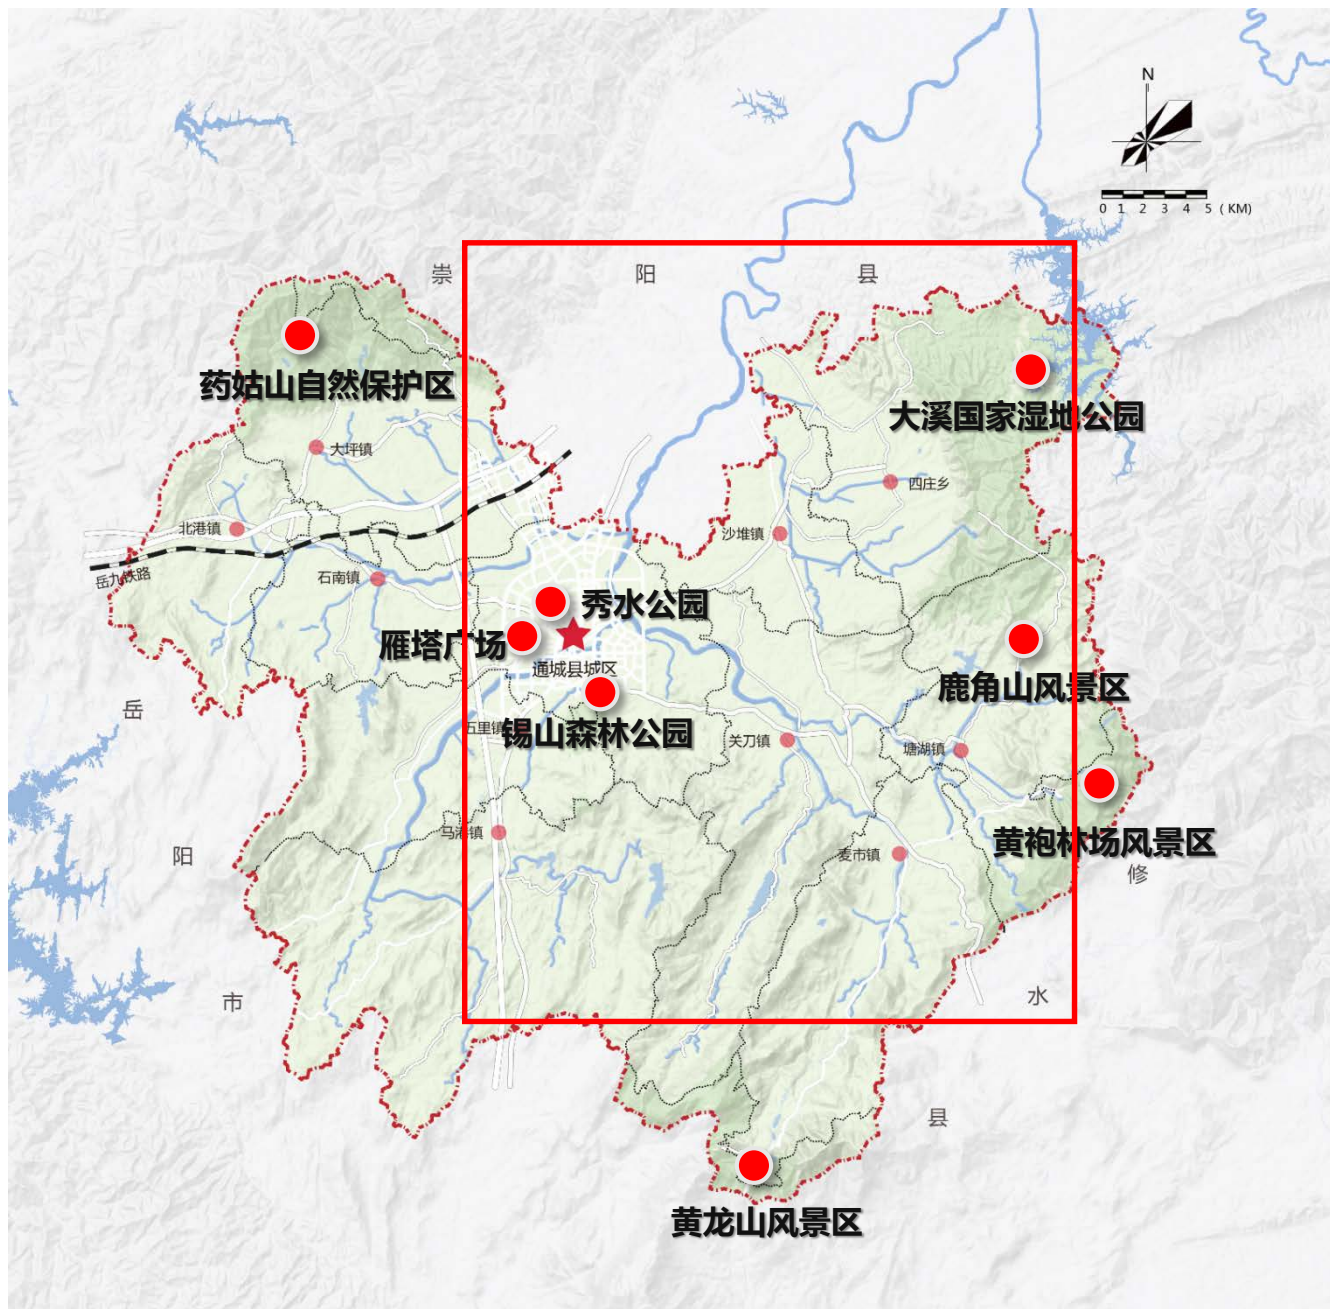 N
0 1 2 3 4 5 ( KM)
崇 阳 县
药姑山自然保护区
大溪国家湿地公园
大坪镇
四庄乡
北港镇
沙堆镇
岳九铁路
石南镇
秀水公园
雁塔广场
通城县城区
鹿角山风景区
岳
五里镇
锡山森林公园
关刀镇
塘湖镇
马港镇
黄袍林场风景区
阳
麦市镇
修
市
水
县
黄龙山风景区